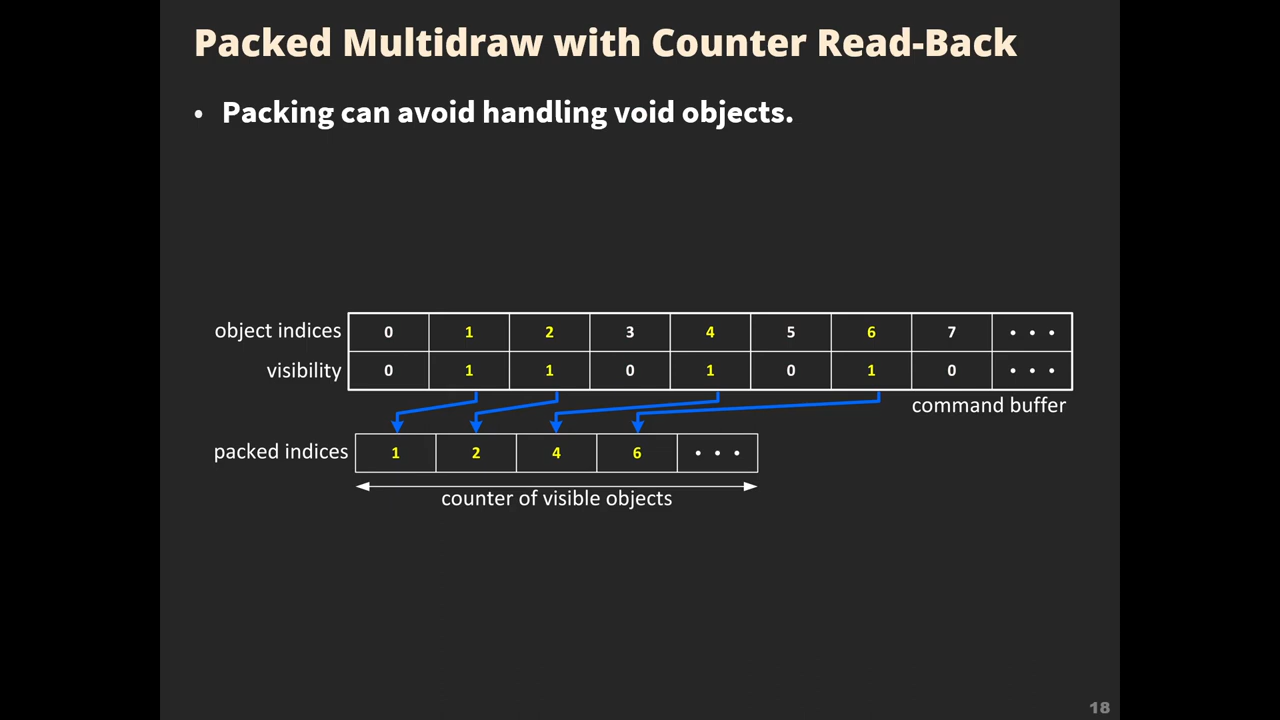 Packed Multidraw with Counter Read-Back
• Packing can avoid handling void objects.
object indices 0 1 2 3 4 5 6 7 • • •
visibility 0 1 1 0 1 0 1 0 • • •
command buffer
packed indices 1 2 4 6 • • •
counter of visible objects
18